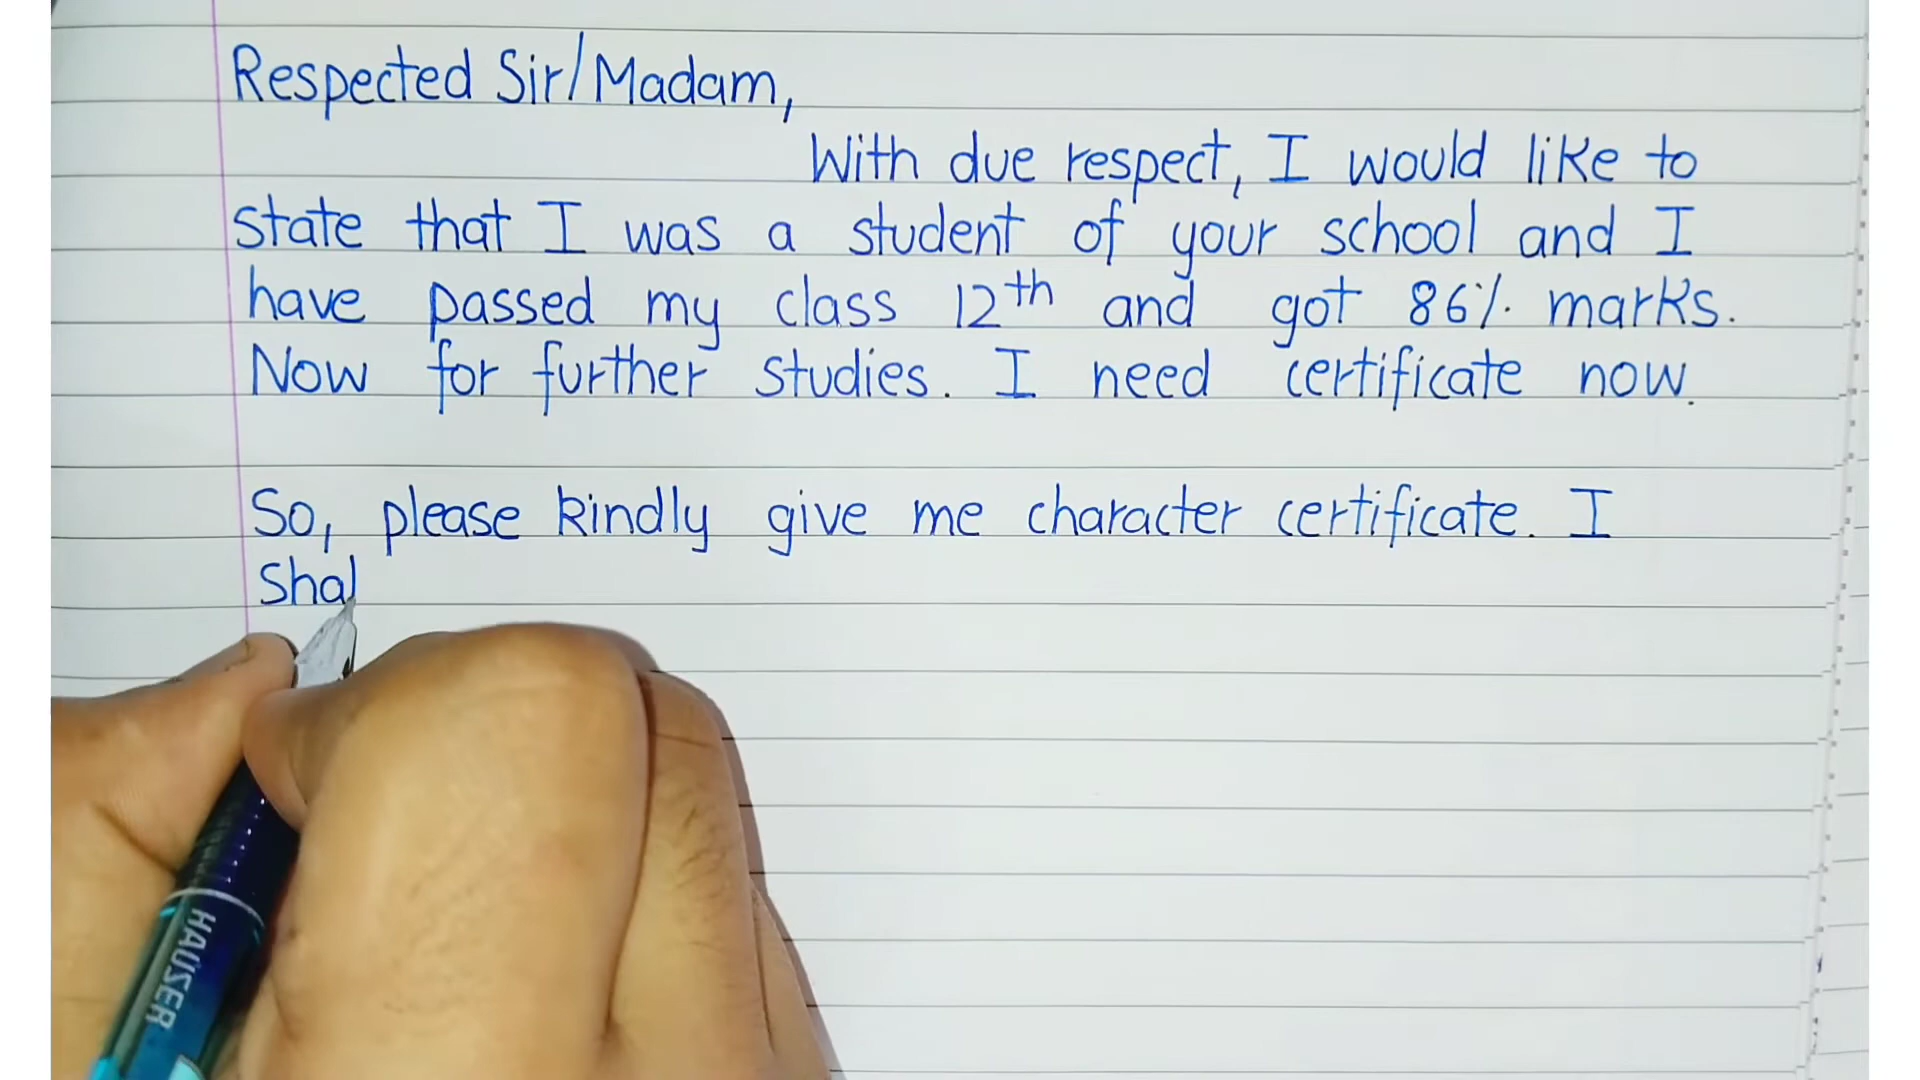 Respected Sir/Madam,
With due respect, I would like to
state that I was a student of your school and I
have passed my class 12th and got 86% marks.
Now for further studies. I need certificate now.
So, please kindly give me character certificate. I
Shal
HAUSER